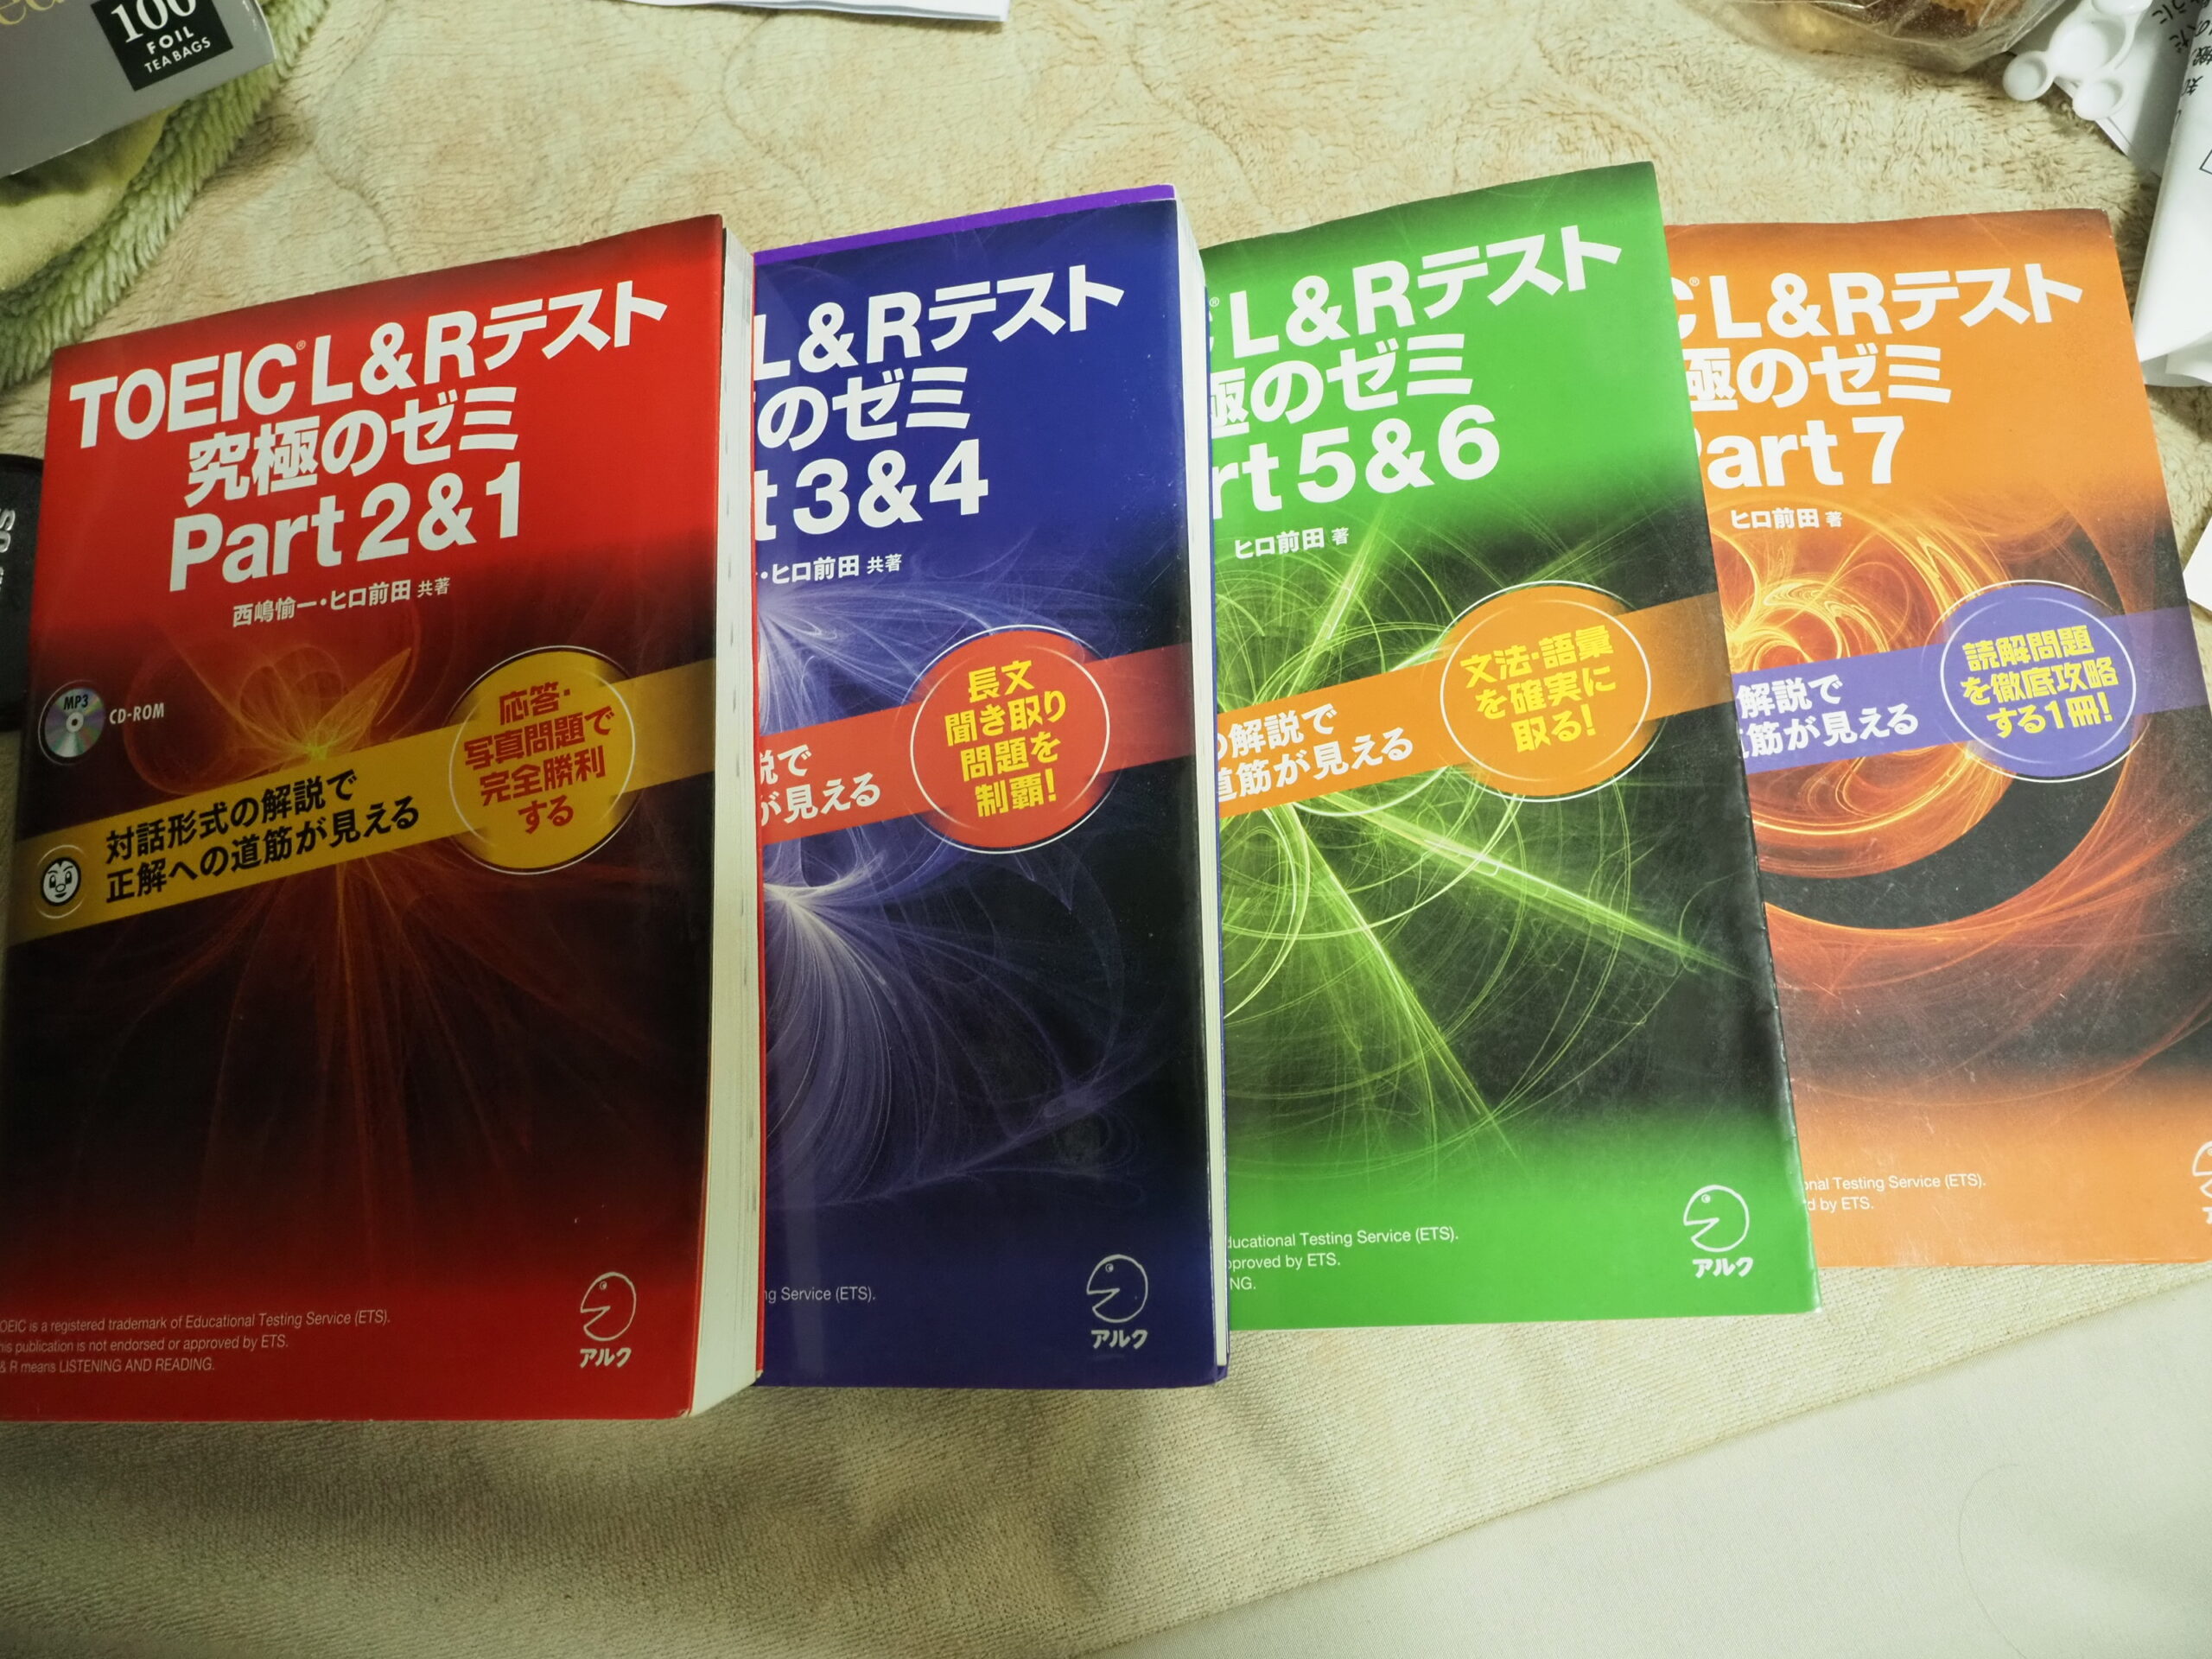 100
FOIL
TEA BAGS
TOEIC® L&Rテスト
究極のゼミ
Part 2&1
西嶋愉一・ヒロ前田 共著
MP3
CD-ROM
応答・
写真問題で
完全勝利
する
対話形式の解説で
正解への道筋が見える
OEIC is a registered trademark of Educational Testing Service (ETS).
his publication is not endorsed or approved by ETS.
& R means LISTENING AND READING.
アルク
L&Rテスト
のゼミ
t 3&4
・ヒロ前田 共著
長文
聞き取り
問題を
制覇!
説で
が見える
ng Service (ETS).
アルク
C® L&Rテスト
極のゼミ
rt 5&6
ヒロ前田 著
文法・語彙
を確実に
取る!
の解説で
道筋が見える
ducational Testing Service (ETS).
pproved by ETS.
NG.
アルク
C® L&Rテスト
極のゼミ
Part 7
ヒロ前田 著
読解問題
を徹底攻略
する1冊!
解説で
筋が見える
onal Testing Service (ETS).
d by ETS.